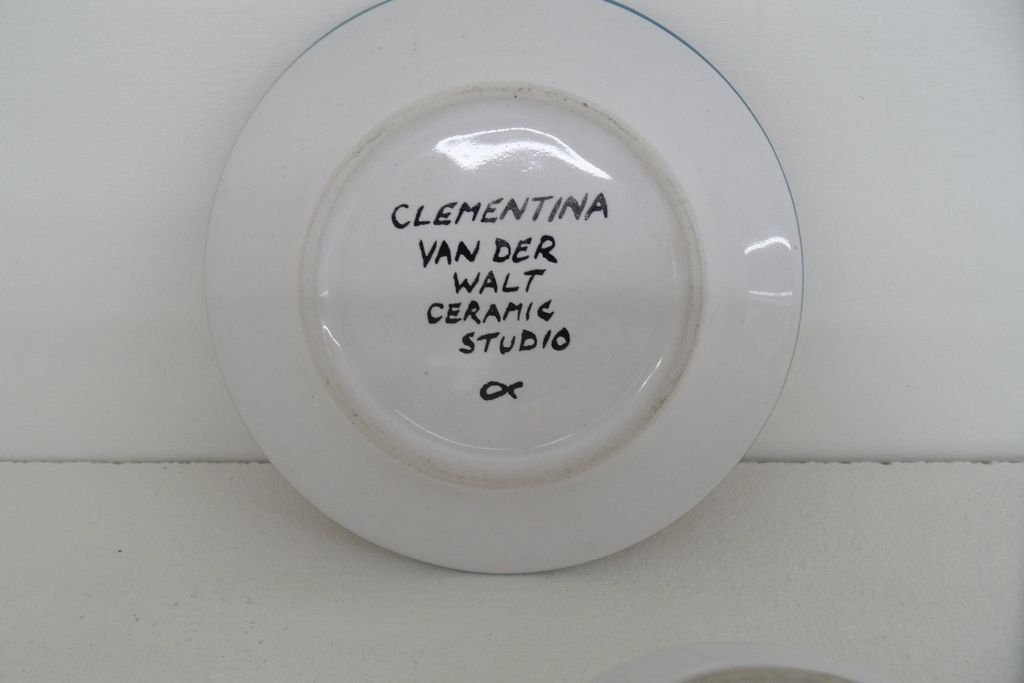 CLEMENTINA
VAN DER
WALT
CERAMIC
STUDIO